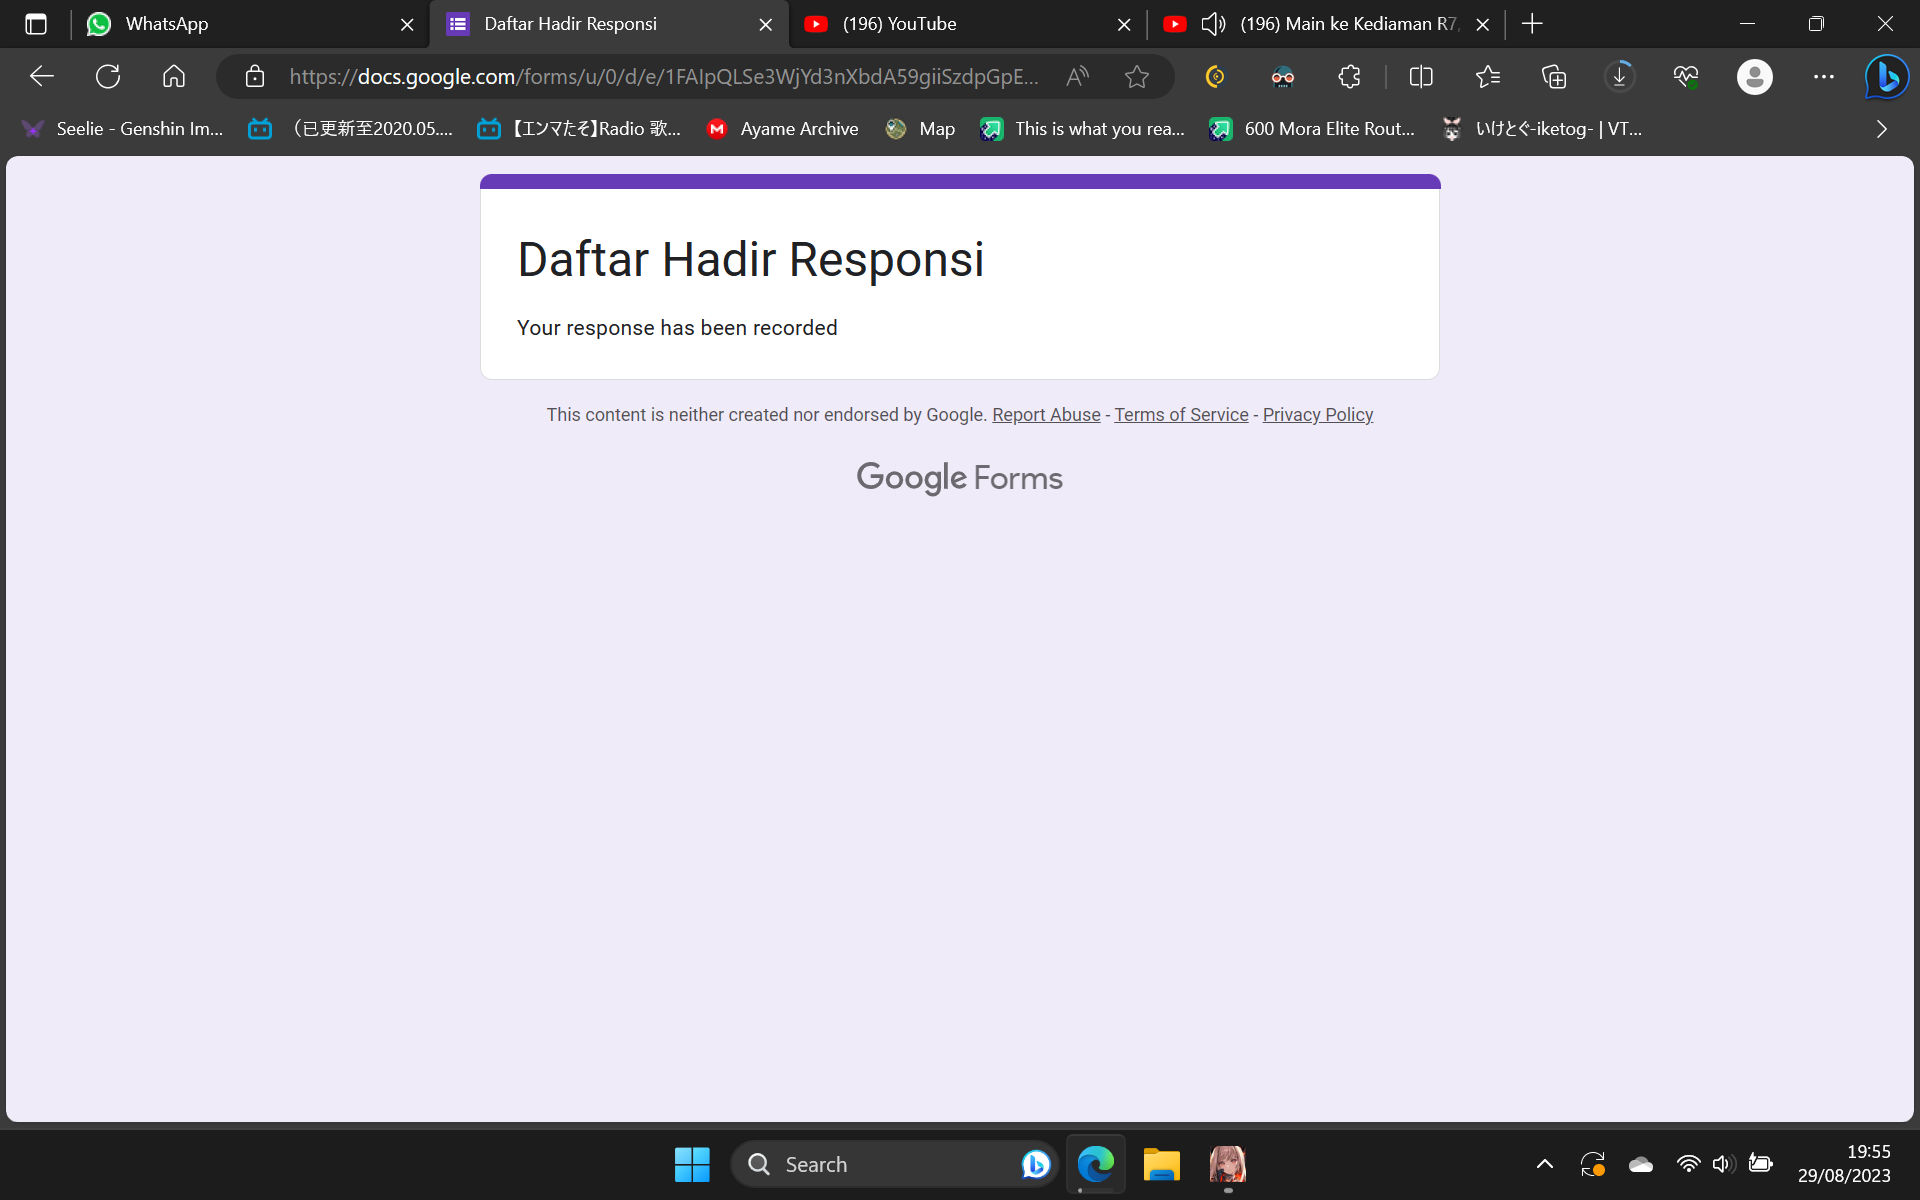 WhatsApp
Daftar Hadir Responsi
(196) YouTube
(196) Main ke Kediaman R7,
https://docs.google.com/forms/u/0/d/e/1FAIpQLSe3WjYd3nXbdA59giiSzdpGpE...
Seelie - Genshin Im...
（已更新至2020.05....
【エンマたそ】Radio 歌...
Ayame Archive
Map
This is what you rea...
600 Mora Elite Rout...
いけとぐ-iketog- | VT...
Daftar Hadir Responsi
Your response has been recorded
This content is neither created nor endorsed by Google. Report Abuse - Terms of Service - Privacy Policy
Google Forms
Search
19:55
29/08/2023